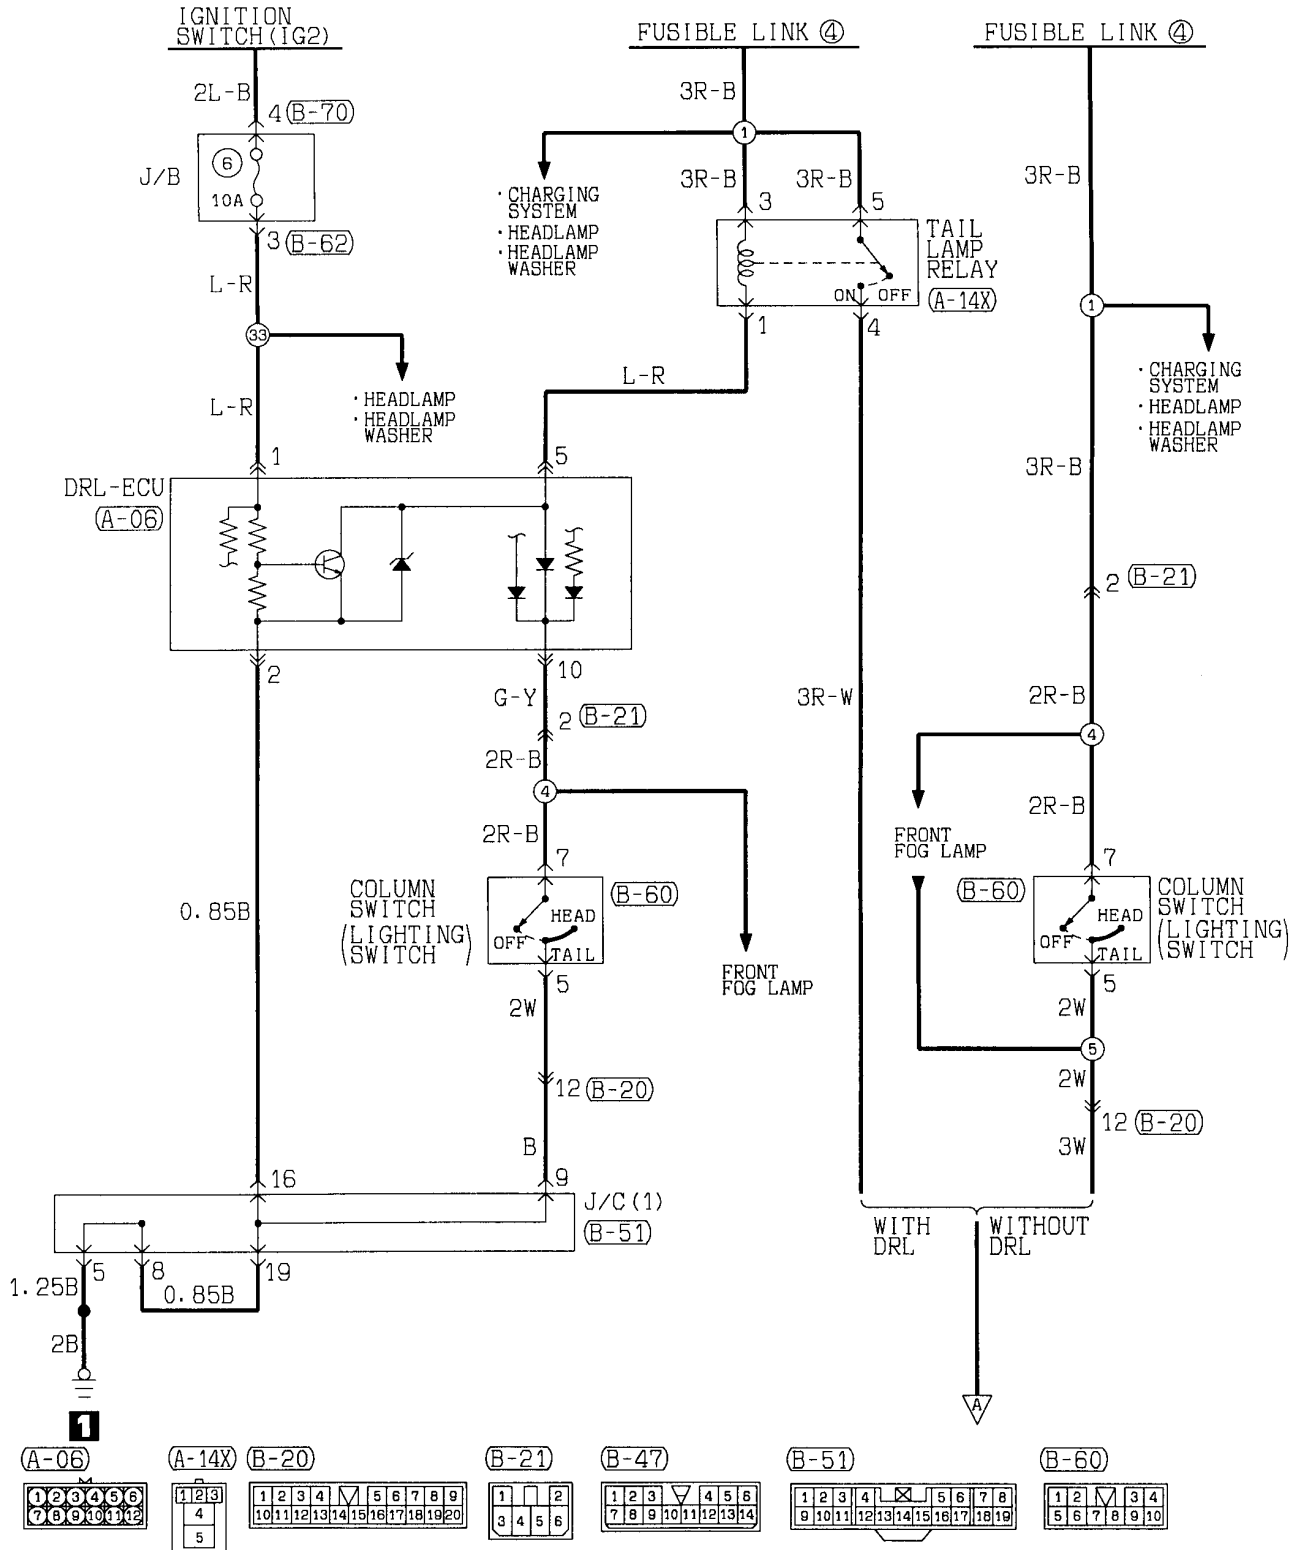 IGNITION
SWITCH(IG2)
FUSIBLE LINK ④
FUSIBLE LINK ④
2L-B
4 (B-70)
J/B
6
10A
3 (B-62)
L-R
33
L-R
· HEADLAMP
· HEADLAMP
WASHER
3R-B
1
3R-B
3R-B
3
5
· CHARGING
SYSTEM
· HEADLAMP
· HEADLAMP
WASHER
TAIL
LAMP
RELAY
(A-14X)
ON
OFF
1
4
L-R
3R-B
1
· CHARGING
SYSTEM
· HEADLAMP
· HEADLAMP
WASHER
3R-B
2 (B-21)
1
5
DRL-ECU
(A-06)
2
10
G-Y
2 (B-21)
2R-B
4
2R-B
3R-W
2R-B
4
2R-B
FRONT
FOG LAMP
7
COLUMN
SWITCH
(LIGHTING)
(SWITCH)
(B-60)
HEAD
OFF
TAIL
5
2W
FRONT
FOG LAMP
7
(B-60)
HEAD
OFF
TAIL
COLUMN
SWITCH
(LIGHTING)
(SWITCH)
5
2W
5
2W
12 (B-20)
3W
0.85B
12 (B-20)
B
16
9
J/C(1)
(B-51)
5
8
19
1.25B
0.85B
2B
1
WITH
DRL
WITHOUT
DRL
A
(A-06)
1 2 3 4 5 6
7 8 9 10 11 12
(A-14X)
1 2 3
4
5
(B-20)
1 2 3 4 5 6 7 8 9
10 11 12 13 14 15 16 17 18 19 20
(B-21)
1 2
3 4 5 6
(B-47)
1 2 3 4 5 6
7 8 9 10 11 12 13 14
(B-51)
1 2 3 4 5 6 7 8
9 10 11 12 13 14 15 16 17 18 19
(B-60)
1 2 3 4
5 6 7 8 9 10